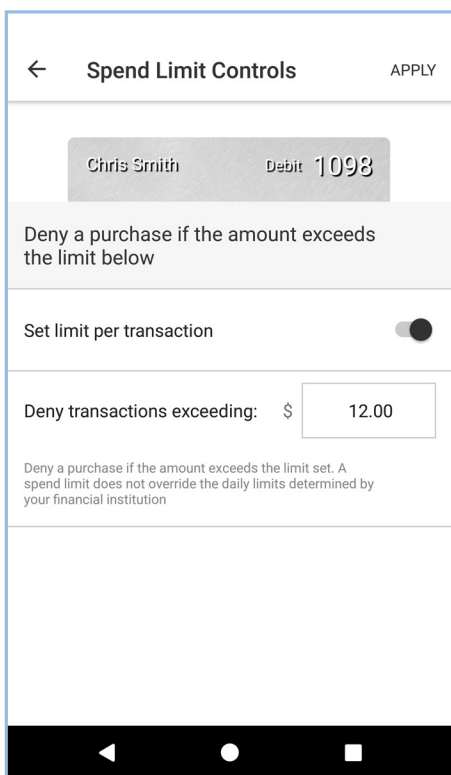 Spend Limit Controls APPLY
Chris Smith Debit 1098
Deny a purchase if the amount exceeds
the limit below
Set limit per transaction
Deny transactions exceeding: $ 12.00
Deny a purchase if the amount exceeds the limit set. A
spend limit does not override the daily limits determined by
your financial institution